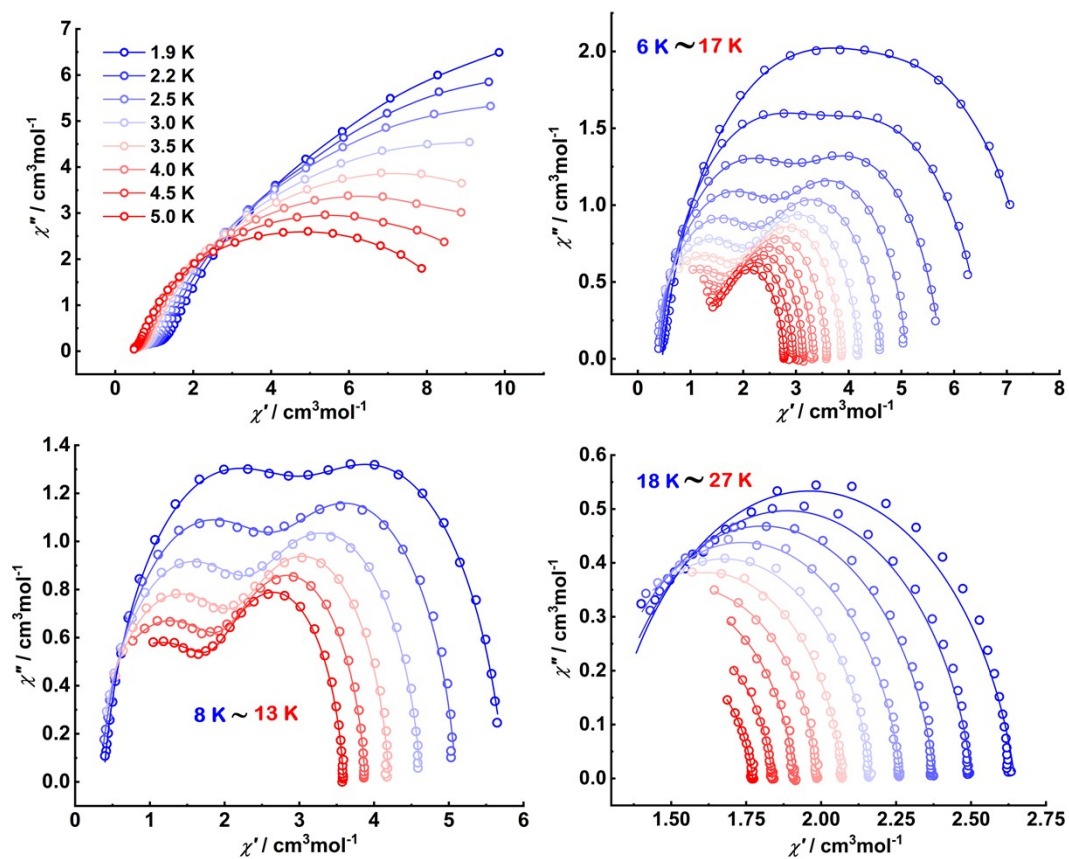 7
6
5
4
3
2
1
0
χ″ / cm³mol⁻¹
1.9 K
2.2 K
2.5 K
3.0 K
3.5 K
4.0 K
4.5 K
5.0 K
0 2 4 6 8 10
χ′ / cm³mol⁻¹
6 K ~ 17 K
2.0
1.5
1.0
0.5
0.0
χ″ / cm³mol⁻¹
0 1 2 3 4 5 6 7 8
χ′ / cm³mol⁻¹
1.4
1.2
1.0
0.8
0.6
0.4
0.2
0.0
χ″ / cm³mol⁻¹
8 K ~ 13 K
0 1 2 3 4 5 6
χ′ / cm³mol⁻¹
18 K ~ 27 K
0.6
0.5
0.4
0.3
0.2
0.1
0.0
χ″ / cm³mol⁻¹
1.50 1.75 2.00 2.25 2.50 2.75
χ′ / cm³mol⁻¹